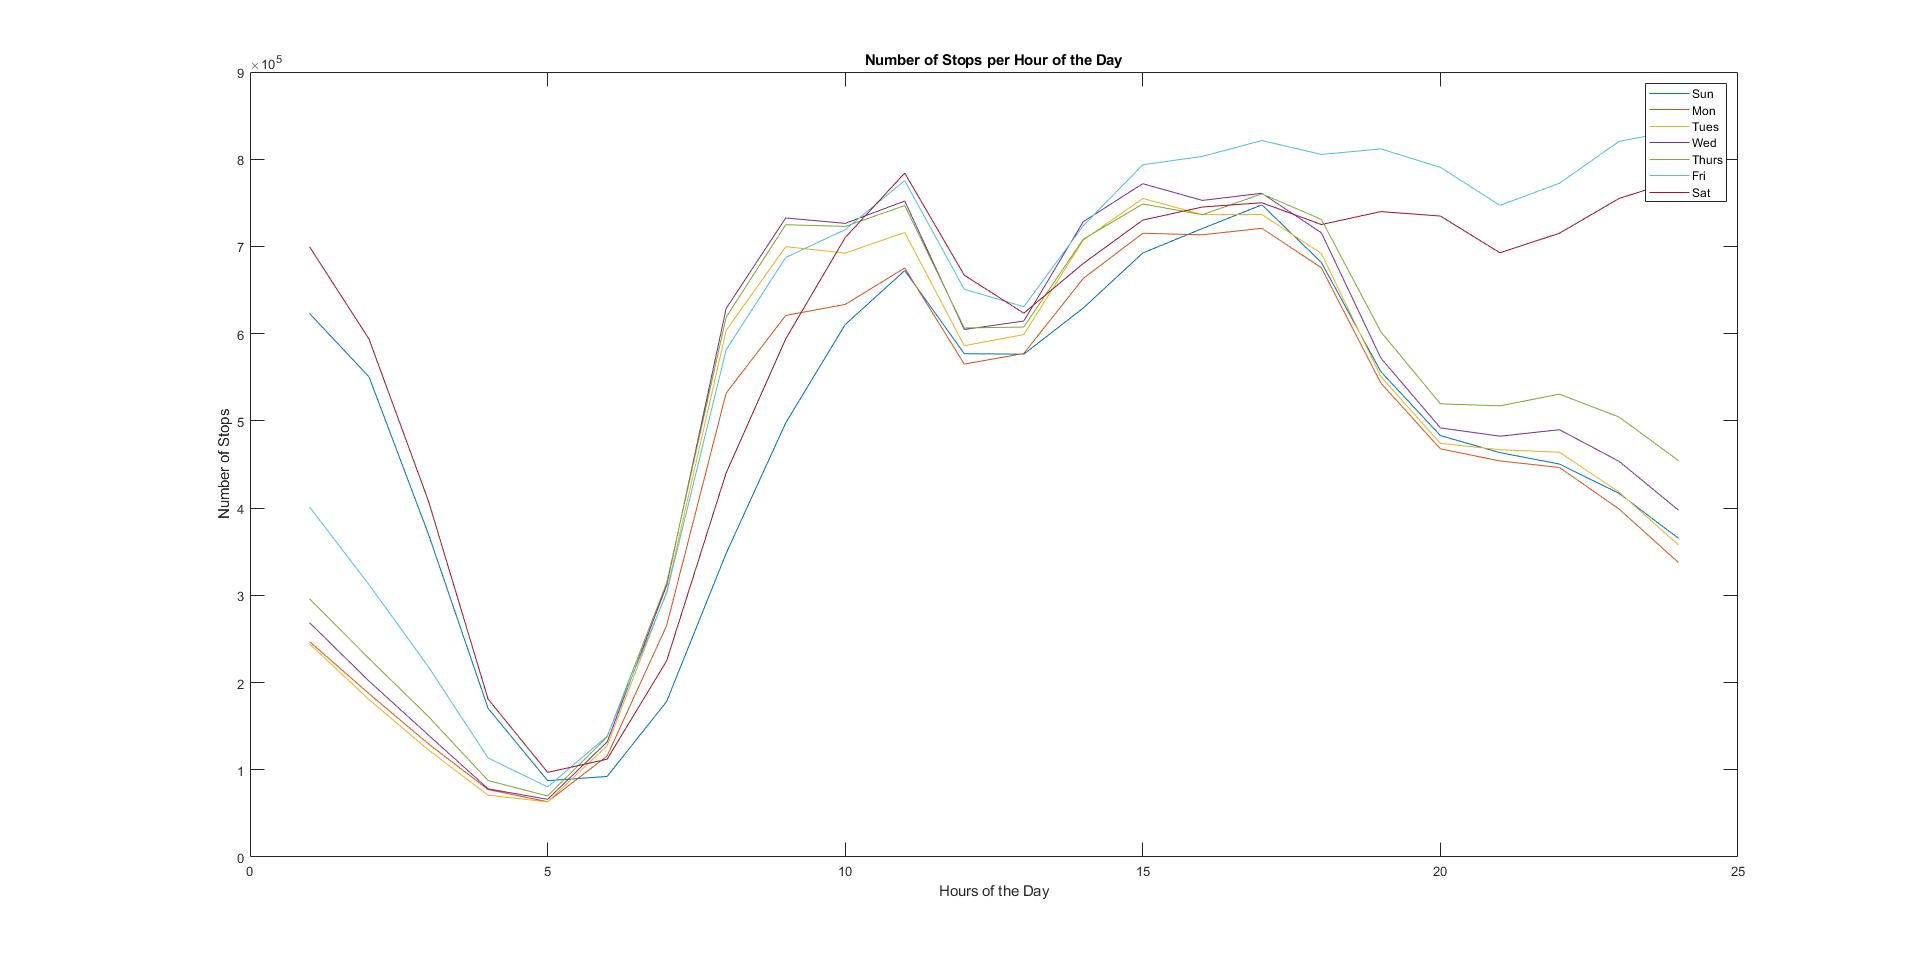 Number of Stops per Hour of the Day
×10^5
9
8
7
6
5
4
3
2
1
0
Number of Stops
0 5 10 15 20 25
Hours of the Day
Sun
Mon
Tues
Wed
Thurs
Fri
Sat